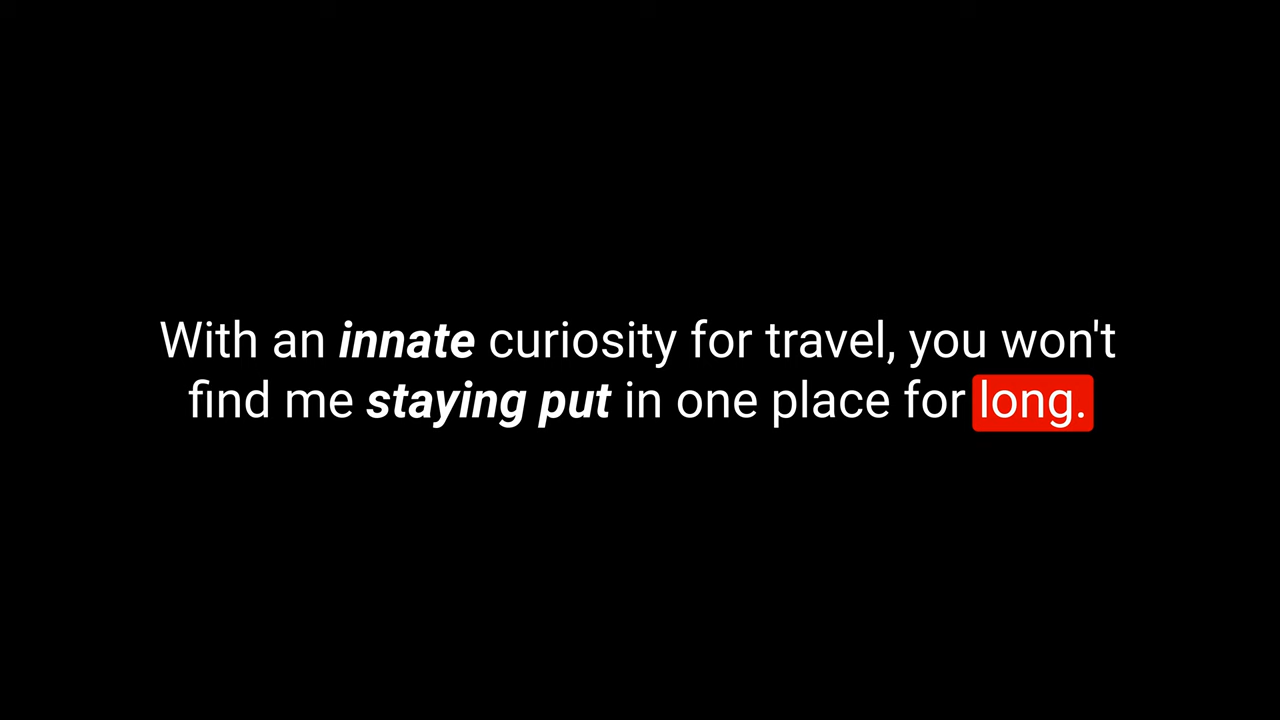 With an innate curiosity for travel, you won't
find me staying put in one place for long.